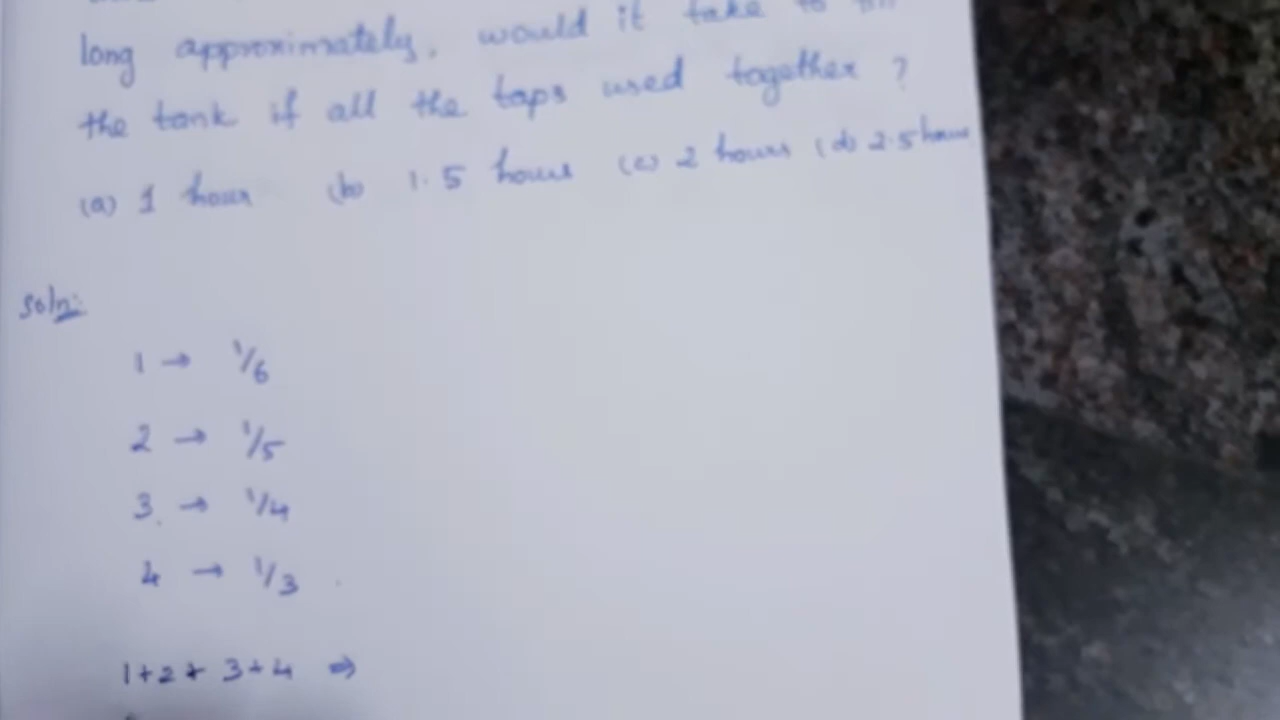 long approximately, would it take to
the tank if all the taps used together ?
(a) 1 hour (b) 1.5 hours (c) 2 hours (d) 2.5 hours
Soln:
1 → 1/6
2 → 1/5
3 → 1/4
4 → 1/3
1+2+3+4 ⇒